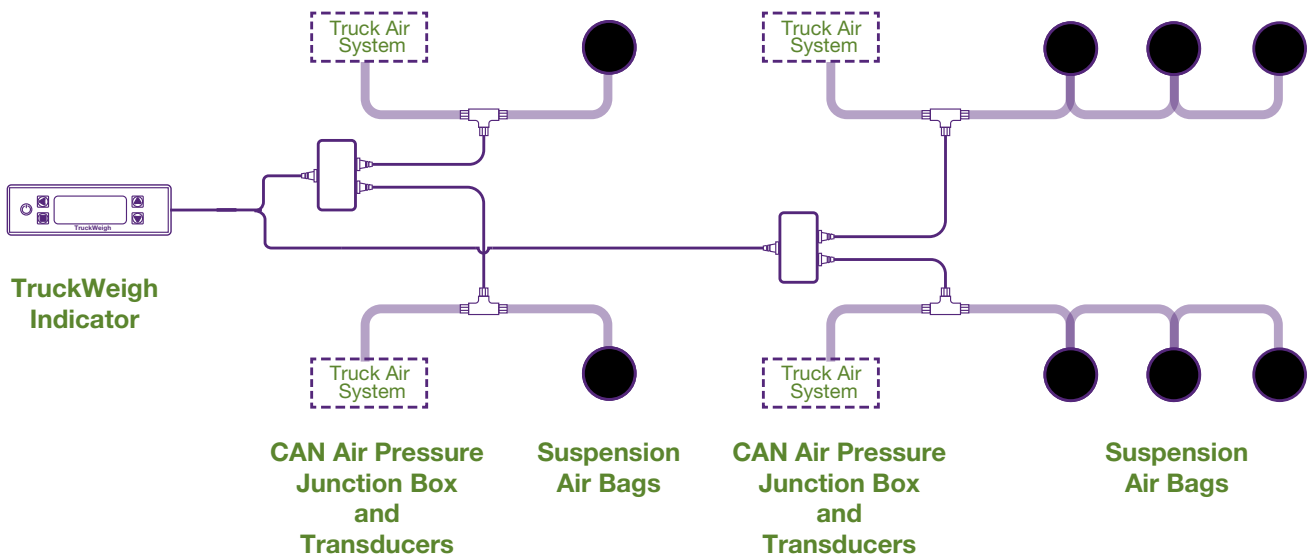 Truck Air
System
Truck Air
System
TruckWeigh
TruckWeigh
Indicator
Truck Air
System
Truck Air
System
CAN Air Pressure
Junction Box
and
Transducers
Suspension
Air Bags
CAN Air Pressure
Junction Box
and
Transducers
Suspension
Air Bags